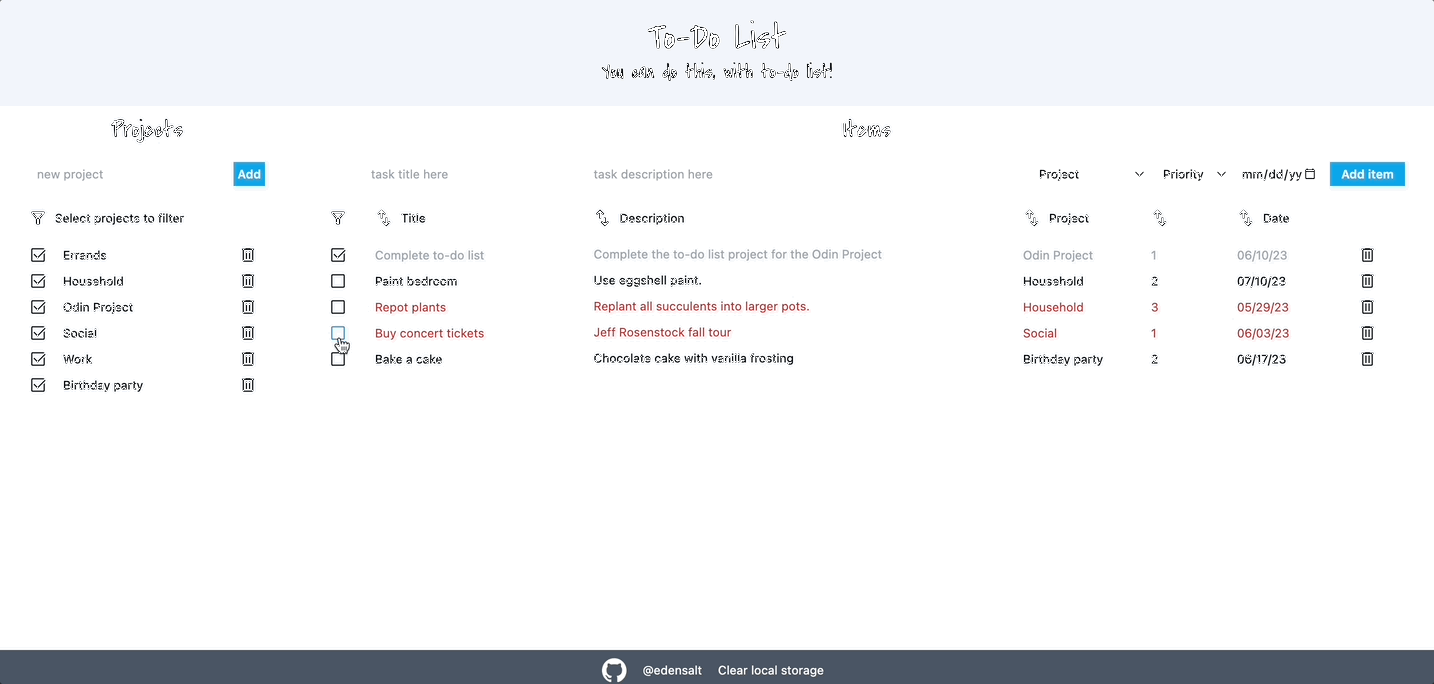 To-Do List
You can do this, with to-do list!
Projects
Items
new project Add
task title here task description here Project Priority mm/dd/yy Add item
Select projects to filter
Title Description Project Date
Errands
Household
Odin Project
Social
Work
Birthday party
Complete to-do list Complete the to-do list project for the Odin Project Odin Project 1 06/10/23
Paint bedroom Use eggshell paint. Household 2 07/10/23
Repot plants Replant all succulents into larger pots. Household 3 05/29/23
Buy concert tickets Jeff Rosenstock fall tour Social 1 06/03/23
Bake a cake Chocolate cake with vanilla frosting Birthday party 2 06/17/23
@edensalt Clear local storage